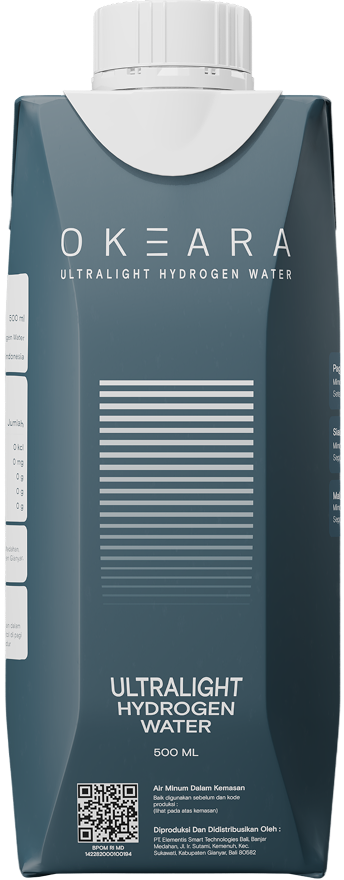 OKEARA
ULTRALIGHT HYDROGEN WATER
500 ml
Indonesia
Jumlah
0 kcl
0 mg
0 g
0 g
0 g
ULTRALIGHT
HYDROGEN
WATER
500 ML
Air Minum Dalam Kemasan
Baik digunakan sebelum dan kode
produksi :
(lihat pada atas kemasan)
Diproduksi Dan Didistribusikan Oleh :
PT. Elementis Smart Technologies Bali, Banjar
Medahan, Jl. Ir. Sutami, Kemenuh, Kec.
Sukawati, Kabupaten Gianyar, Bali 80582
BPOM RI MD
142282000100194